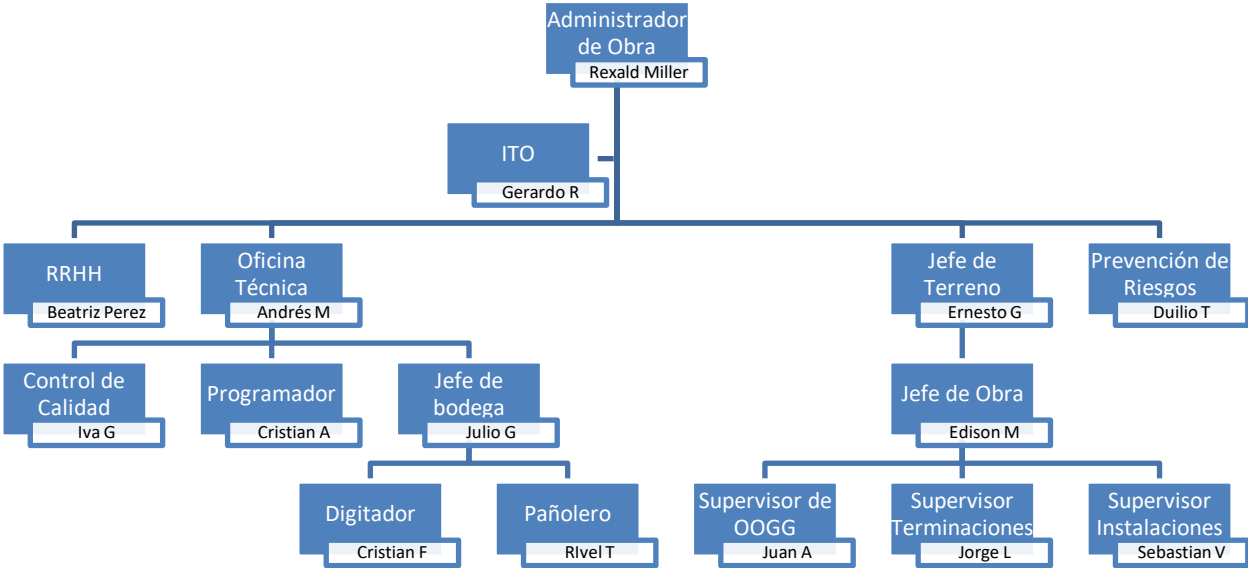 Administrador
de Obra
Rexald Miller
ITO
Gerardo R
RRHH
Beatriz Perez
Oficina
Técnica
Andrés M
Jefe de
Terreno
Ernesto G
Prevención de
Riesgos
Duilio T
Control de
Calidad
Iva G
Programador
Cristian A
Jefe de
bodega
Julio G
Jefe de Obra
Edison M
Digitador
Cristian F
Pañolero
RIvel T
Supervisor de
OOGG
Juan A
Supervisor
Terminaciones
Jorge L
Supervisor
Instalaciones
Sebastian V